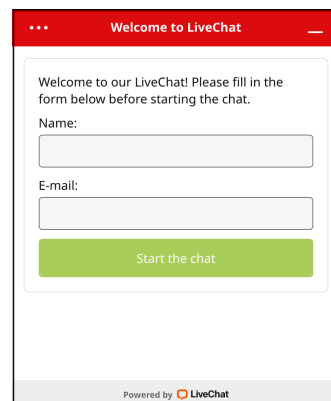 Welcome to LiveChat
Welcome to our LiveChat! Please fill in the
form below before starting the chat.
Name:
E-mail:
Start the chat
Powered by LiveChat